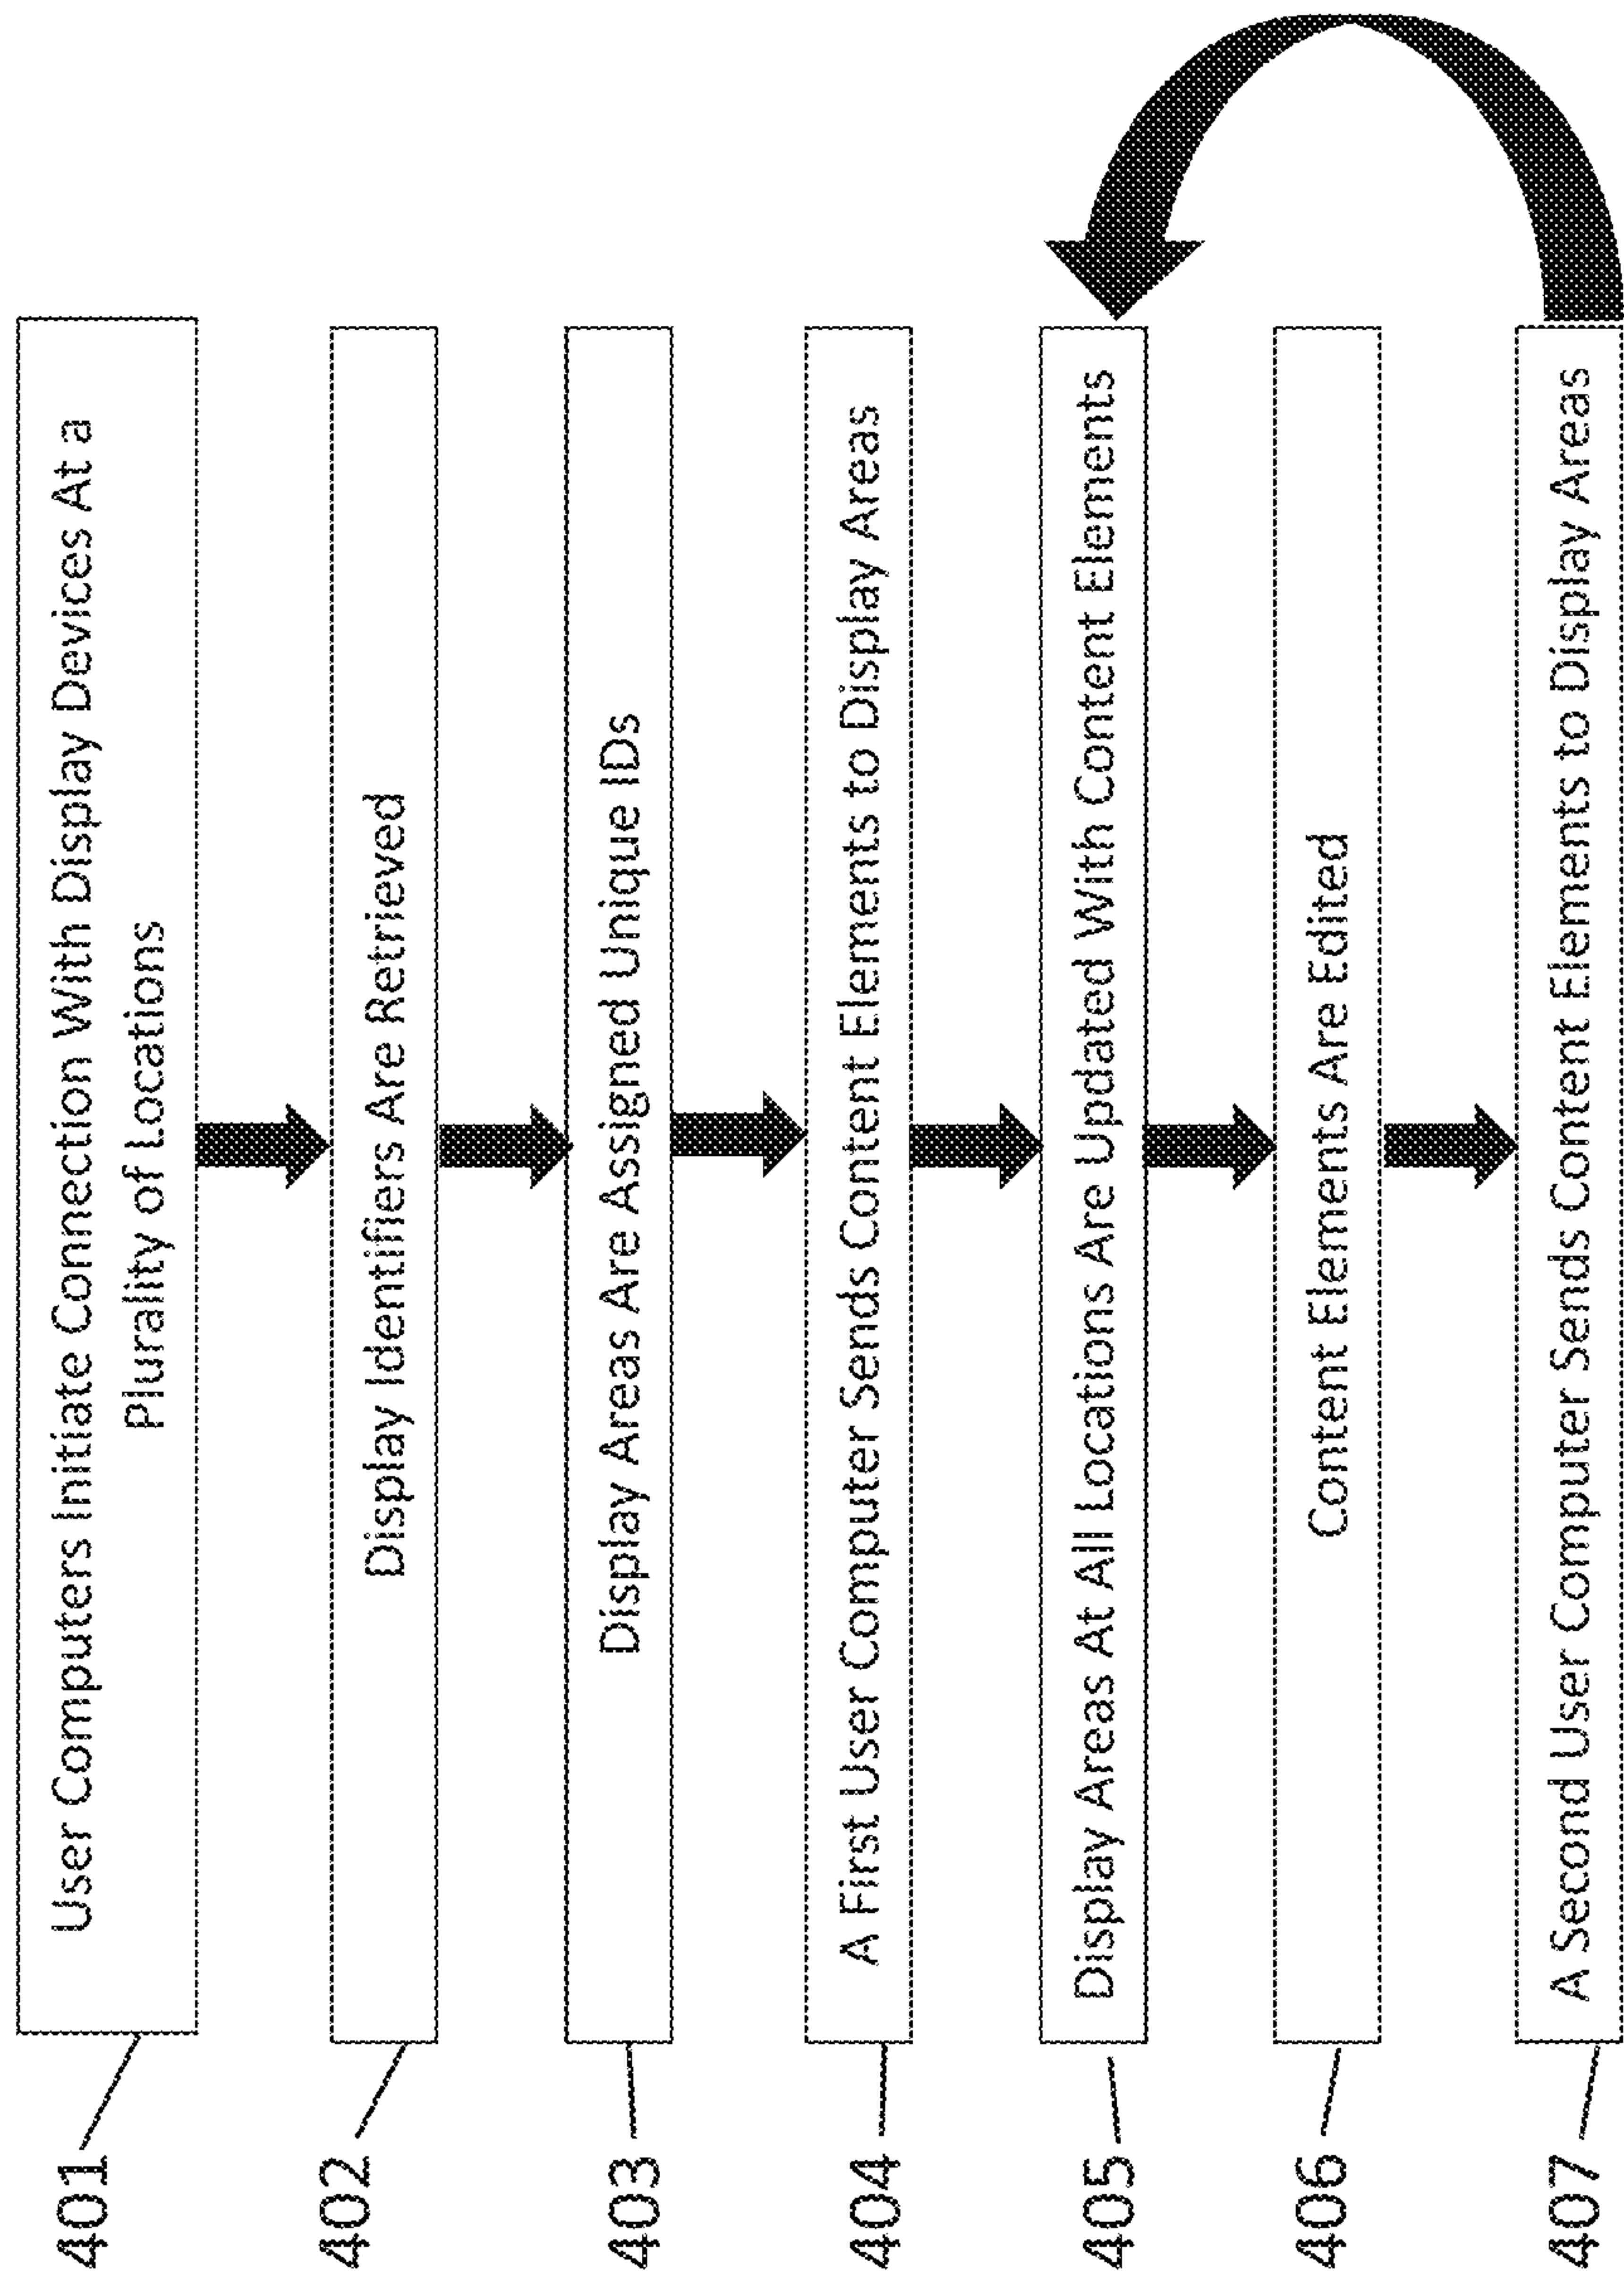 401
User Computers Initiate Connection With Display Devices At a
Plurality of Locations
402
Display Identifiers Are Retrieved
403
Display Areas Are Assigned Unique IDs
404
A First User Computer Sends Content Elements to Display Areas
405
Display Areas At All Locations Are Updated With Content Elements
406
Content Elements Are Edited
407
A Second User Computer Sends Content Elements to Display Areas